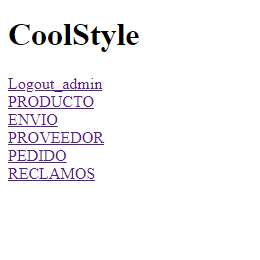 CoolStyle
Logout_admin
PRODUCTO
ENVIO
PROVEEDOR
PEDIDO
RECLAMOS